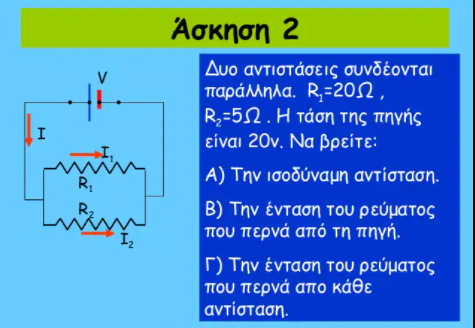 Άσκηση 2
V
I
I₁
R₁
R₂
I₂
Δυο αντιστάσεις συνδέονται
παράλληλα. R₁=20Ω ,
R₂=5Ω . Η τάση της πηγής
είναι 20v. Να βρείτε:
Α) Την ισοδύναμη αντίσταση.
Β) Την ένταση του ρεύματος
που περνά από τη πηγή.
Γ) Την ένταση του ρεύματος
που περνά απο κάθε
αντίσταση.